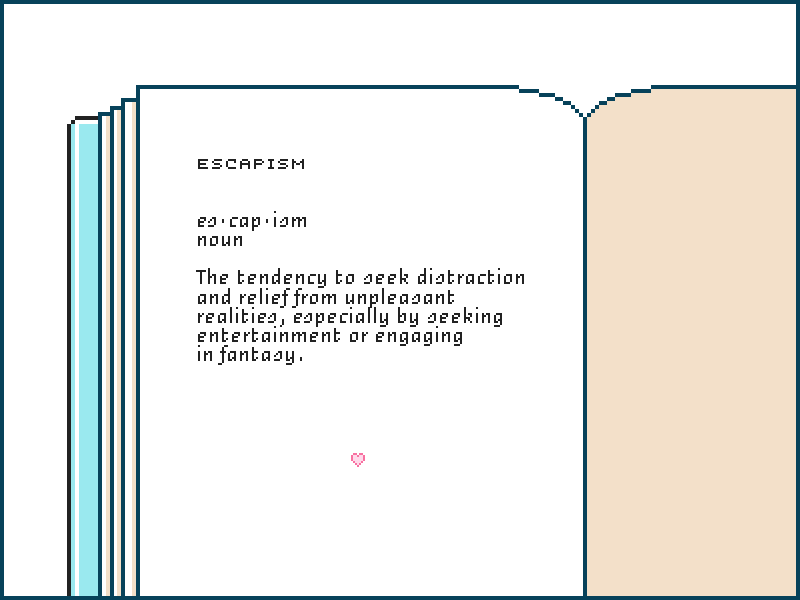 ESCAPISM
es·cap·ism
noun
The tendency to seek distraction
and relief from unpleasant
realities, especially by seeking
entertainment or engaging
in fantasy.